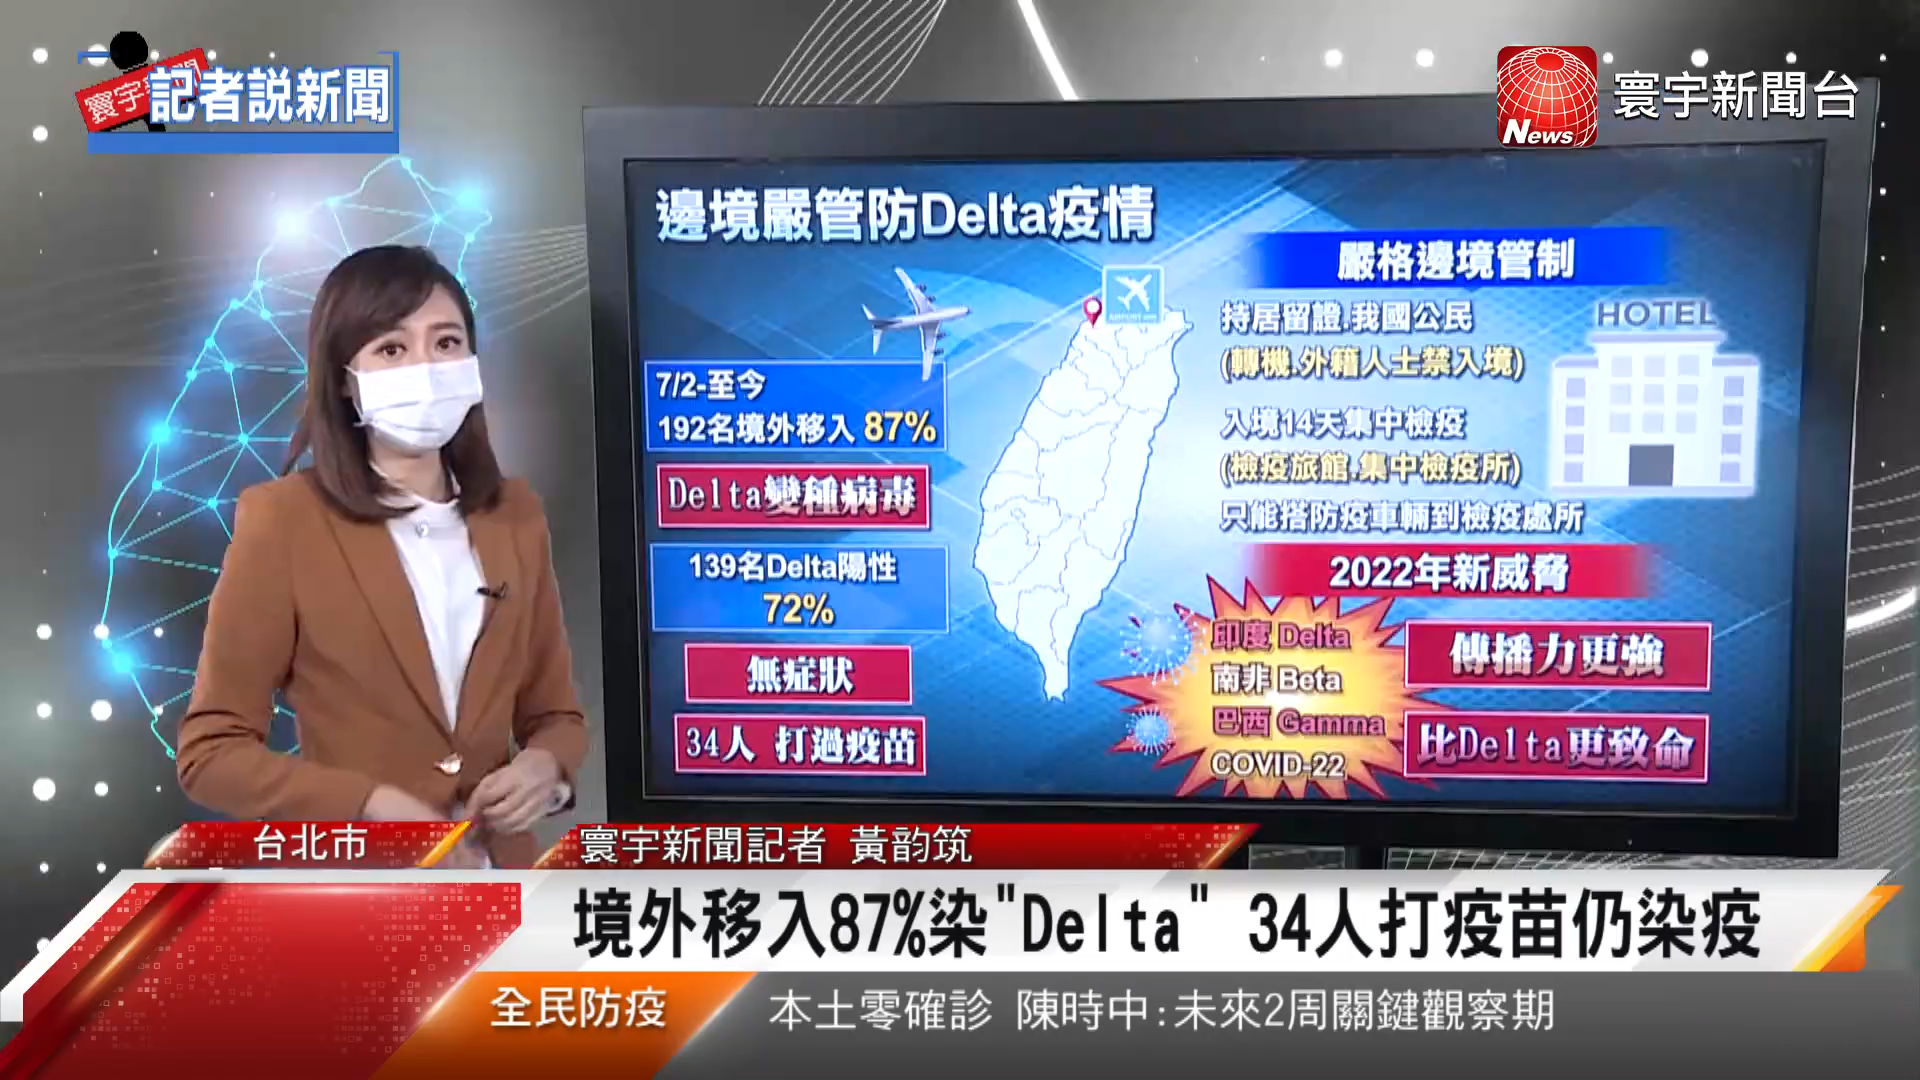 寰宇新聞
記者説新聞
News
寰宇新聞台
邊境嚴管防Delta疫情
7/2-至今
192名境外移入 87%
Delta變種病毒
139名Delta陽性
72%
無症狀
34人 打過疫苗
嚴格邊境管制
持居留證.我國公民
(轉機.外籍人士禁入境)
HOTEL
入境14天集中檢疫
(檢疫旅館.集中檢疫所)
只能搭防疫車輛到檢疫處所
2022年新威脅
印度 Delta
南非 Beta
巴西 Gamma
COVID-22
傳播力更強
比Delta更致命
台北市
寰宇新聞記者 黃韵筑
境外移入87%染"Delta" 34人打疫苗仍染疫
全民防疫
本土零確診 陳時中:未來2周關鍵觀察期